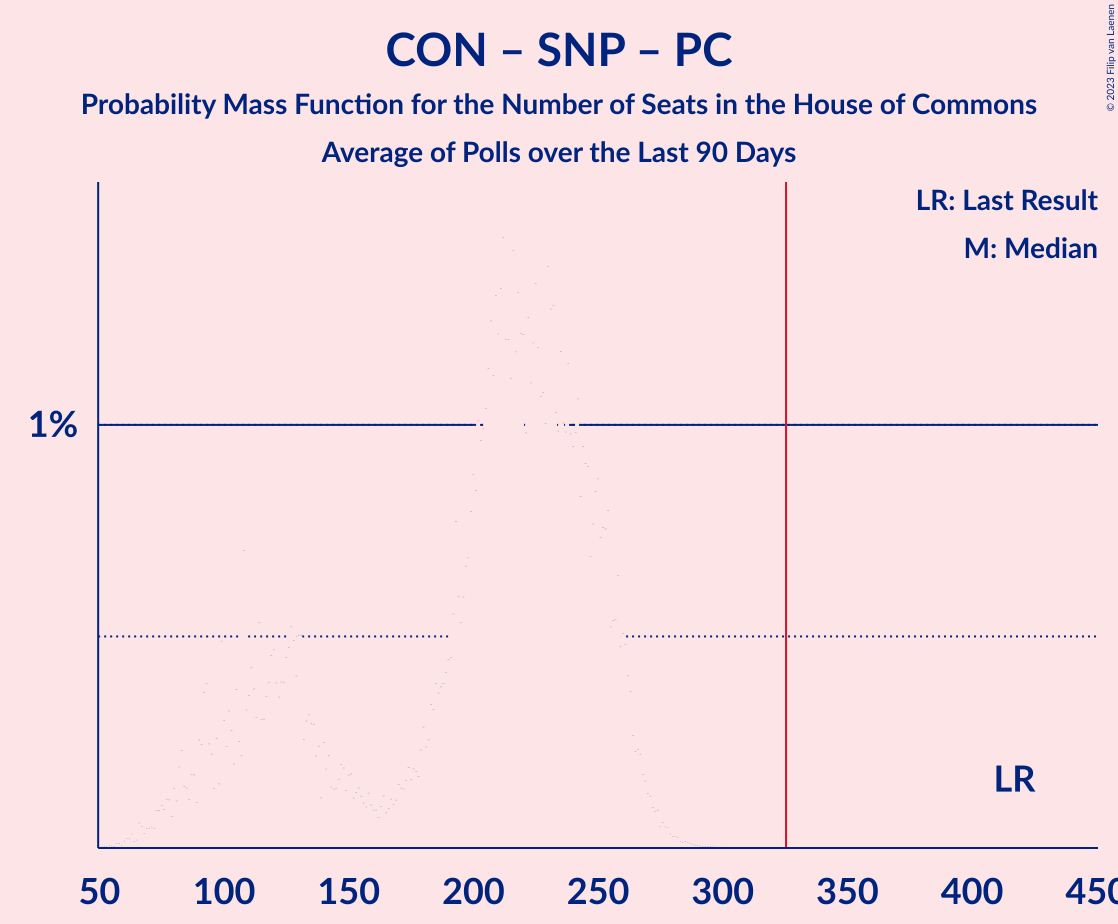 CON – SNP – PC
Probability Mass Function for the Number of Seats in the House of Commons
Average of Polls over the Last 90 Days
© 2023 Filip van Laenen
LR: Last Result
M: Median
1%
LR
50 100 150 200 250 300 350 400 450